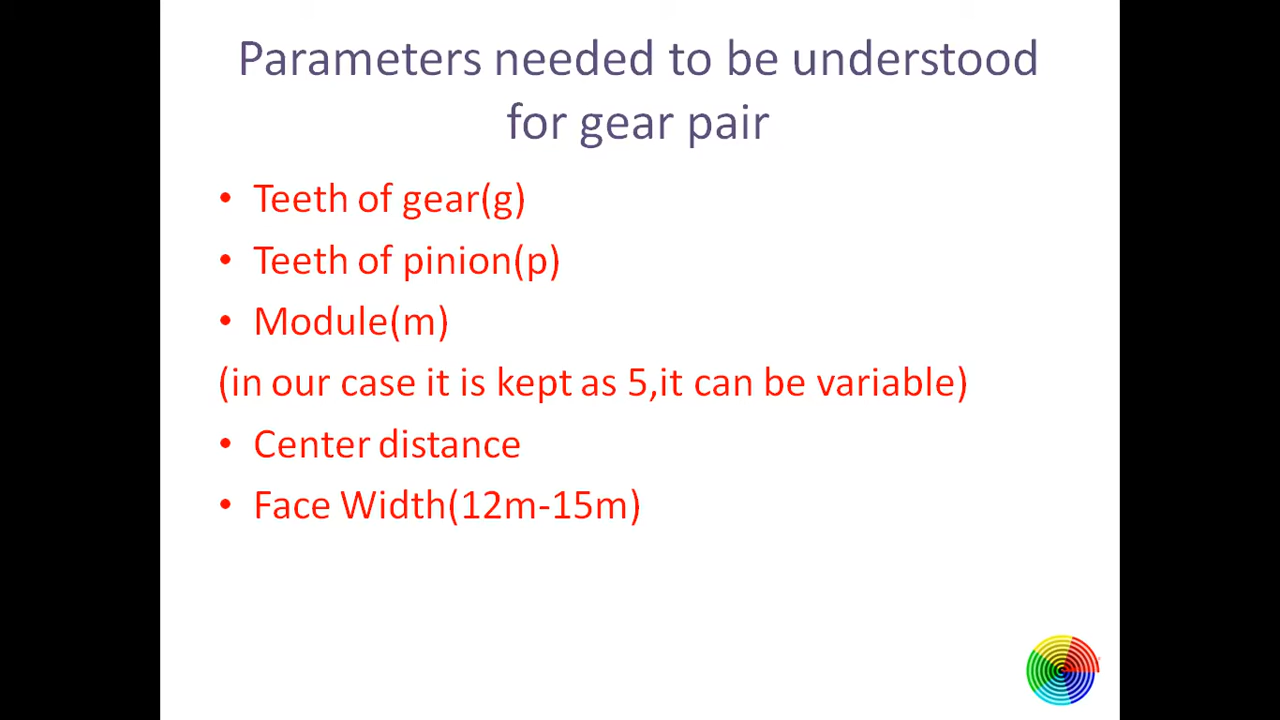 Parameters needed to be understood
for gear pair
• Teeth of gear(g)
• Teeth of pinion(p)
• Module(m)
(in our case it is kept as 5,it can be variable)
• Center distance
• Face Width(12m-15m)